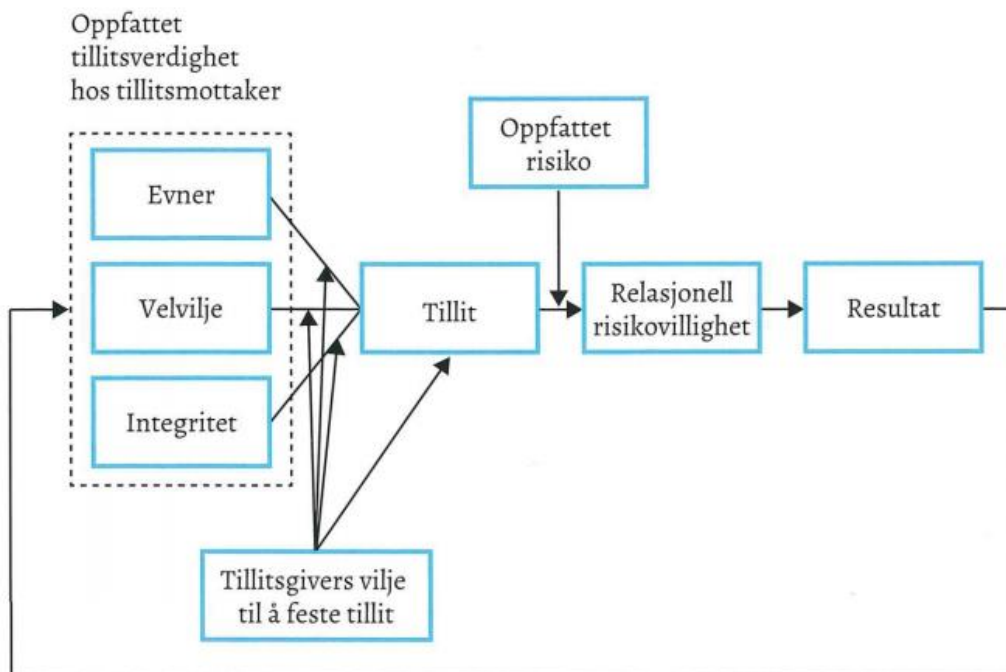 Oppfattet
tillitsverdighet
hos tillitsmottaker
Oppfattet
risiko
Evner
Velvilje
Tillit
Relasjonell
risikovillighet
Resultat
Integritet
Tillitsgivers vilje
til å feste tillit